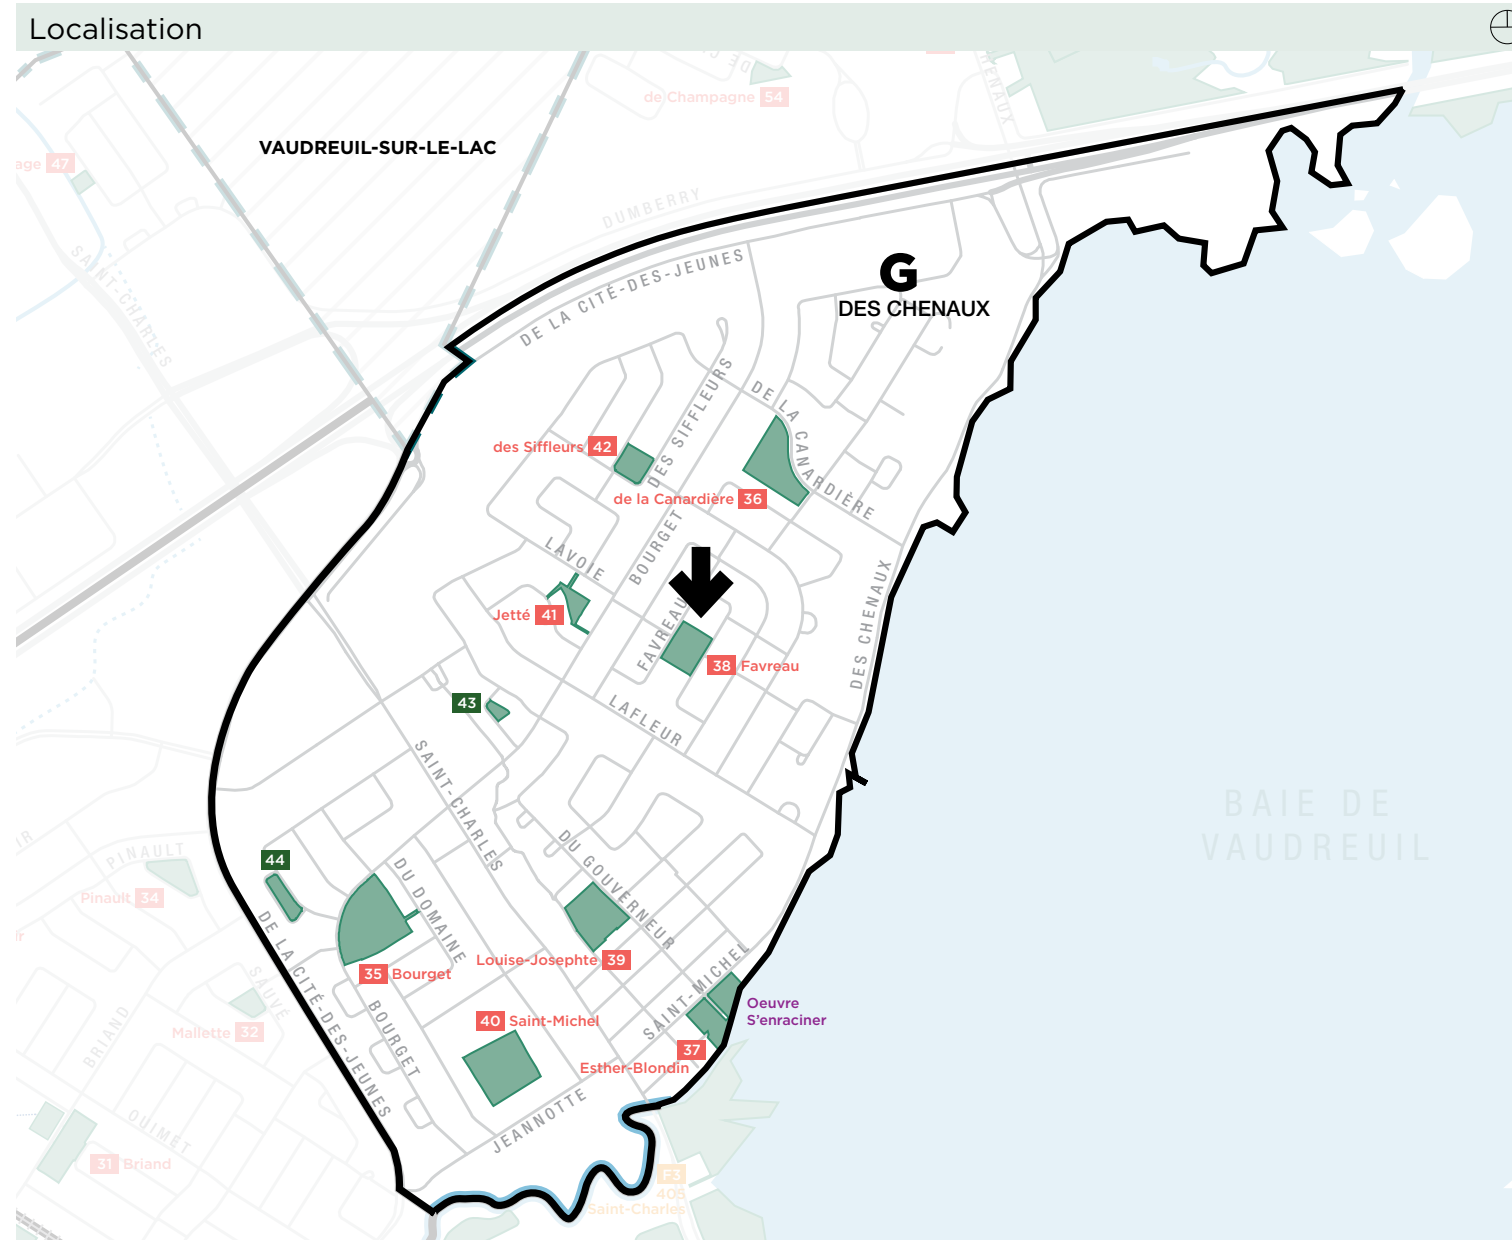 Localisation
DE J
CHENAUX
de Champagne 54
VAUDREUIL-SUR-LE-LAC
age 47
DUMBERRY
SAINT-CHARLES
DE LA CITÉ-DES-JEUNES
G
DES CHENAUX
DES SIFFLEURS
DE LA CANARDIÈRE
des Siffleurs 42
de la Canardière 36
BOURGET
LAVOIE
DES CHENAUX
FAVREAU
Jetté 41
38 Favreau
43
LAFLEUR
SAINT-CHARLES
BAIE DE
VAUDREUIL
PINAULT
DU GOUVERNEUR
44
DU DOMAINE
Pinault 34
DE LA CITÉ-DES-JEUNES
Louise-Josephte 39
35 Bourget
SAINT-MICHEL
SAUVÉ
Oeuvre
S'enraciner
BOURGET
40 Saint-Michel
Mallette 32
BRIAND
37
Esther-Blondin
JEANNOTTE
OUIMET
31 Briand
F3
405
Saint-Charles